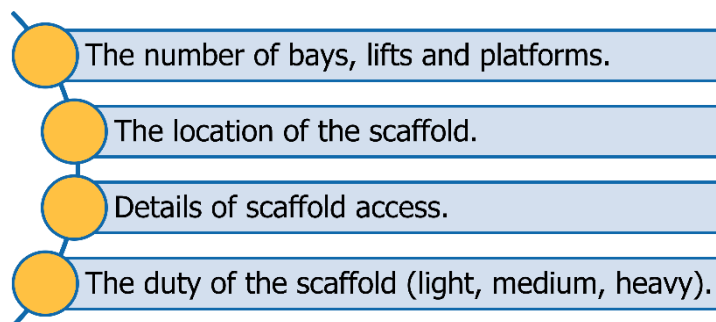 The number of bays, lifts and platforms.
The location of the scaffold.
Details of scaffold access.
The duty of the scaffold (light, medium, heavy).